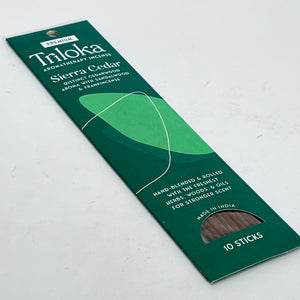 PREMIUM
Triloka
AROMATHERAPY INCENSE
Sierra Cedar
DISTINCT CEDARWOOD
AROMA WITH SANDALWOOD
& FRANKINCENSE
HAND-BLENDED & ROLLED
WITH THE FRESHEST
HERBS, WOODS, & OILS
FOR STRONGER SCENT
MADE IN INDIA
10 STICKS